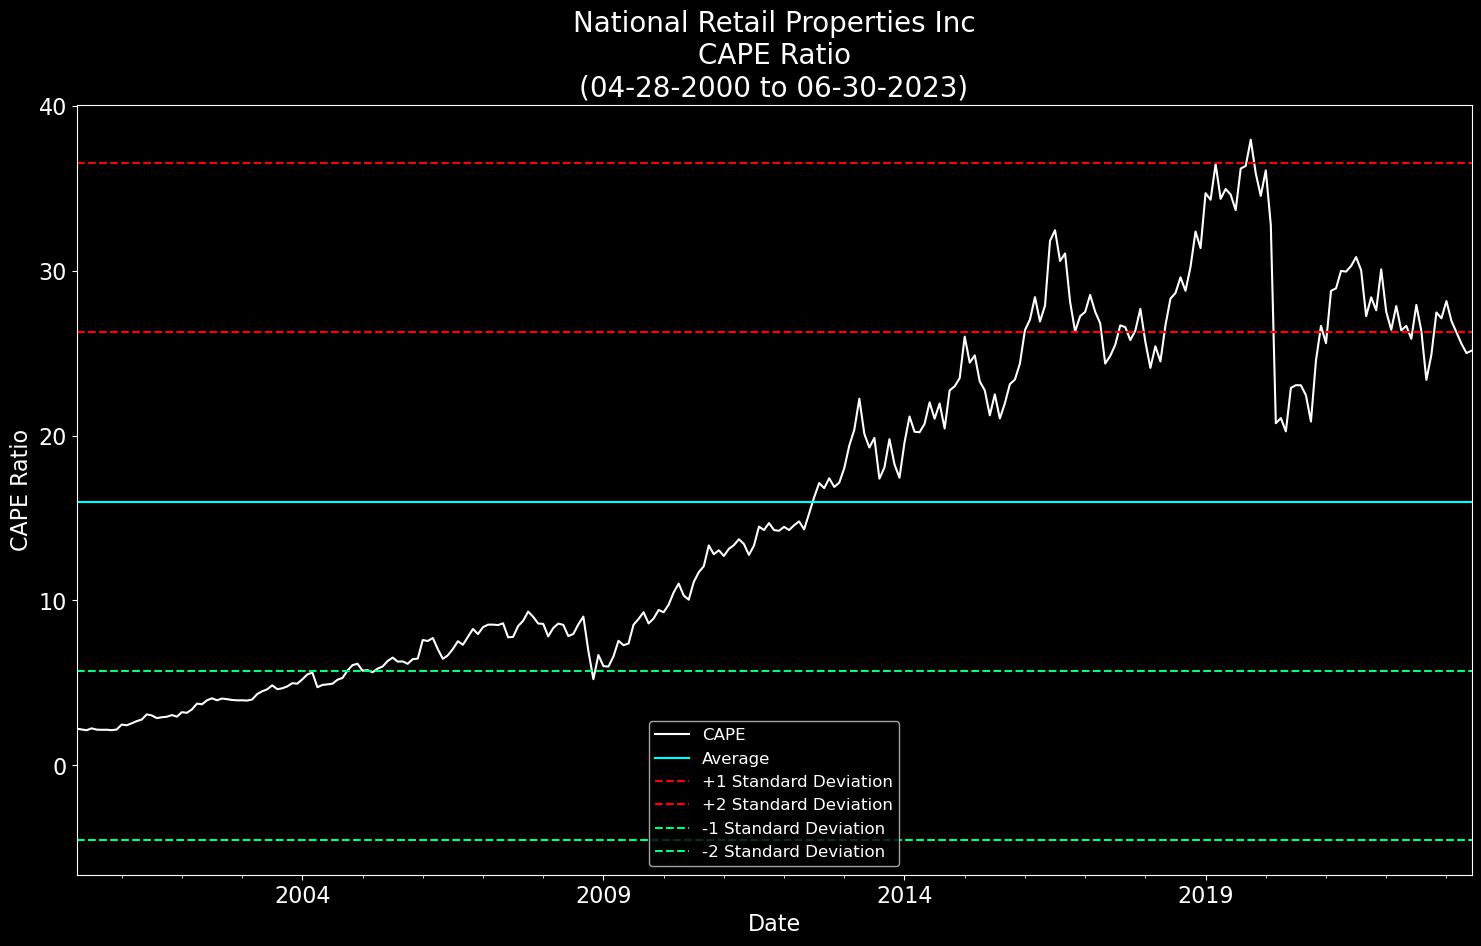 National Retail Properties Inc
CAPE Ratio
(04-28-2000 to 06-30-2023)
40
30
20
10
0
CAPE Ratio
CAPE
Average
+1 Standard Deviation
+2 Standard Deviation
-1 Standard Deviation
-2 Standard Deviation
2004 2009 2014 2019
Date